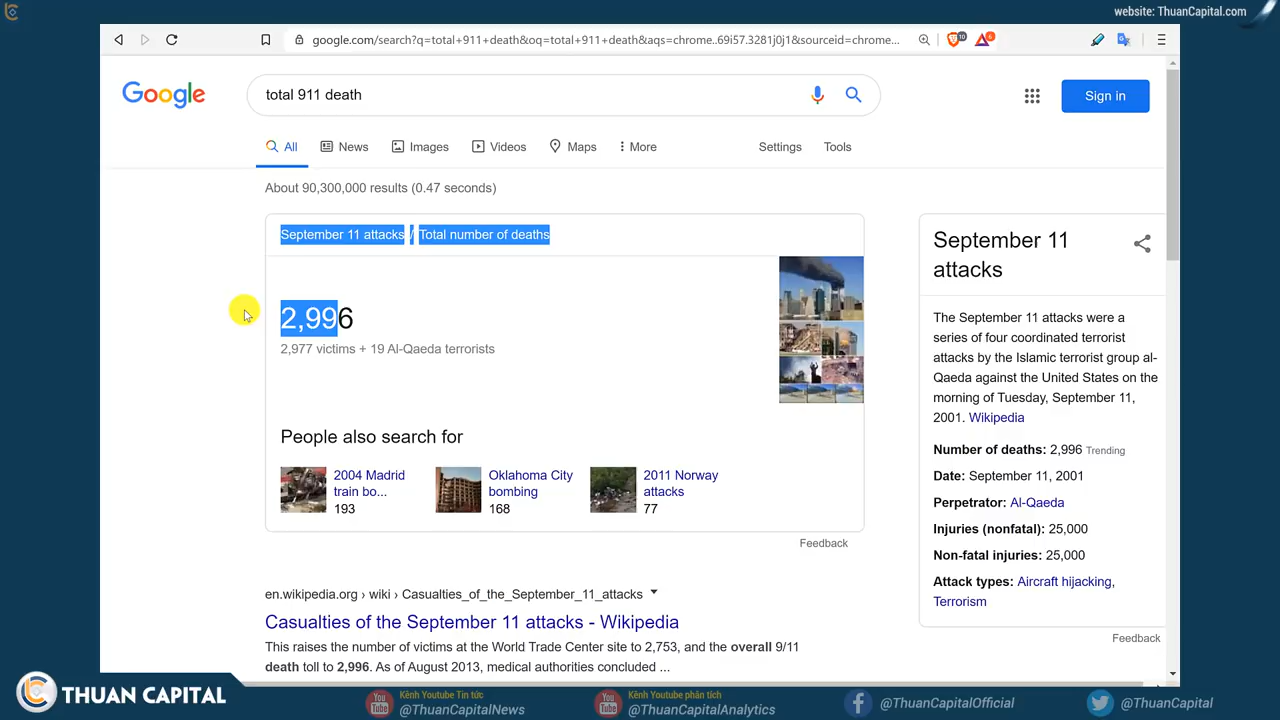 website: ThuanCapital.com
google.com/search?q=total+911+death&oq=total+911+death&aqs=chrome..69i57.3281j0j1&sourceid=chrome...
10
6
Google
total 911 death
Sign in
All
News
Images
Videos
Maps
More
Settings
Tools
About 90,300,000 results (0.47 seconds)
September 11 attacks / Total number of deaths
2,996
2,977 victims + 19 Al-Qaeda terrorists
People also search for
2004 Madrid
train bo...
193
Oklahoma City
bombing
168
2011 Norway
attacks
77
Feedback
en.wikipedia.org › wiki › Casualties_of_the_September_11_attacks
Casualties of the September 11 attacks - Wikipedia
This raises the number of victims at the World Trade Center site to 2,753, and the overall 9/11
death toll to 2,996. As of August 2013, medical authorities concluded ...
September 11
attacks
The September 11 attacks were a
series of four coordinated terrorist
attacks by the Islamic terrorist group al-
Qaeda against the United States on the
morning of Tuesday, September 11,
2001. Wikipedia
Number of deaths: 2,996 Trending
Date: September 11, 2001
Perpetrator: Al-Qaeda
Injuries (nonfatal): 25,000
Non-fatal injuries: 25,000
Attack types: Aircraft hijacking,
Terrorism
Feedback
THUAN CAPITAL
You Tube
Kênh Youtube Tin tức
@ThuanCapitalNews
You Tube
Kênh Youtube phân tích
@ThuanCapitalAnalytics
@ThuanCapitalOfficial
@ThuanCapital